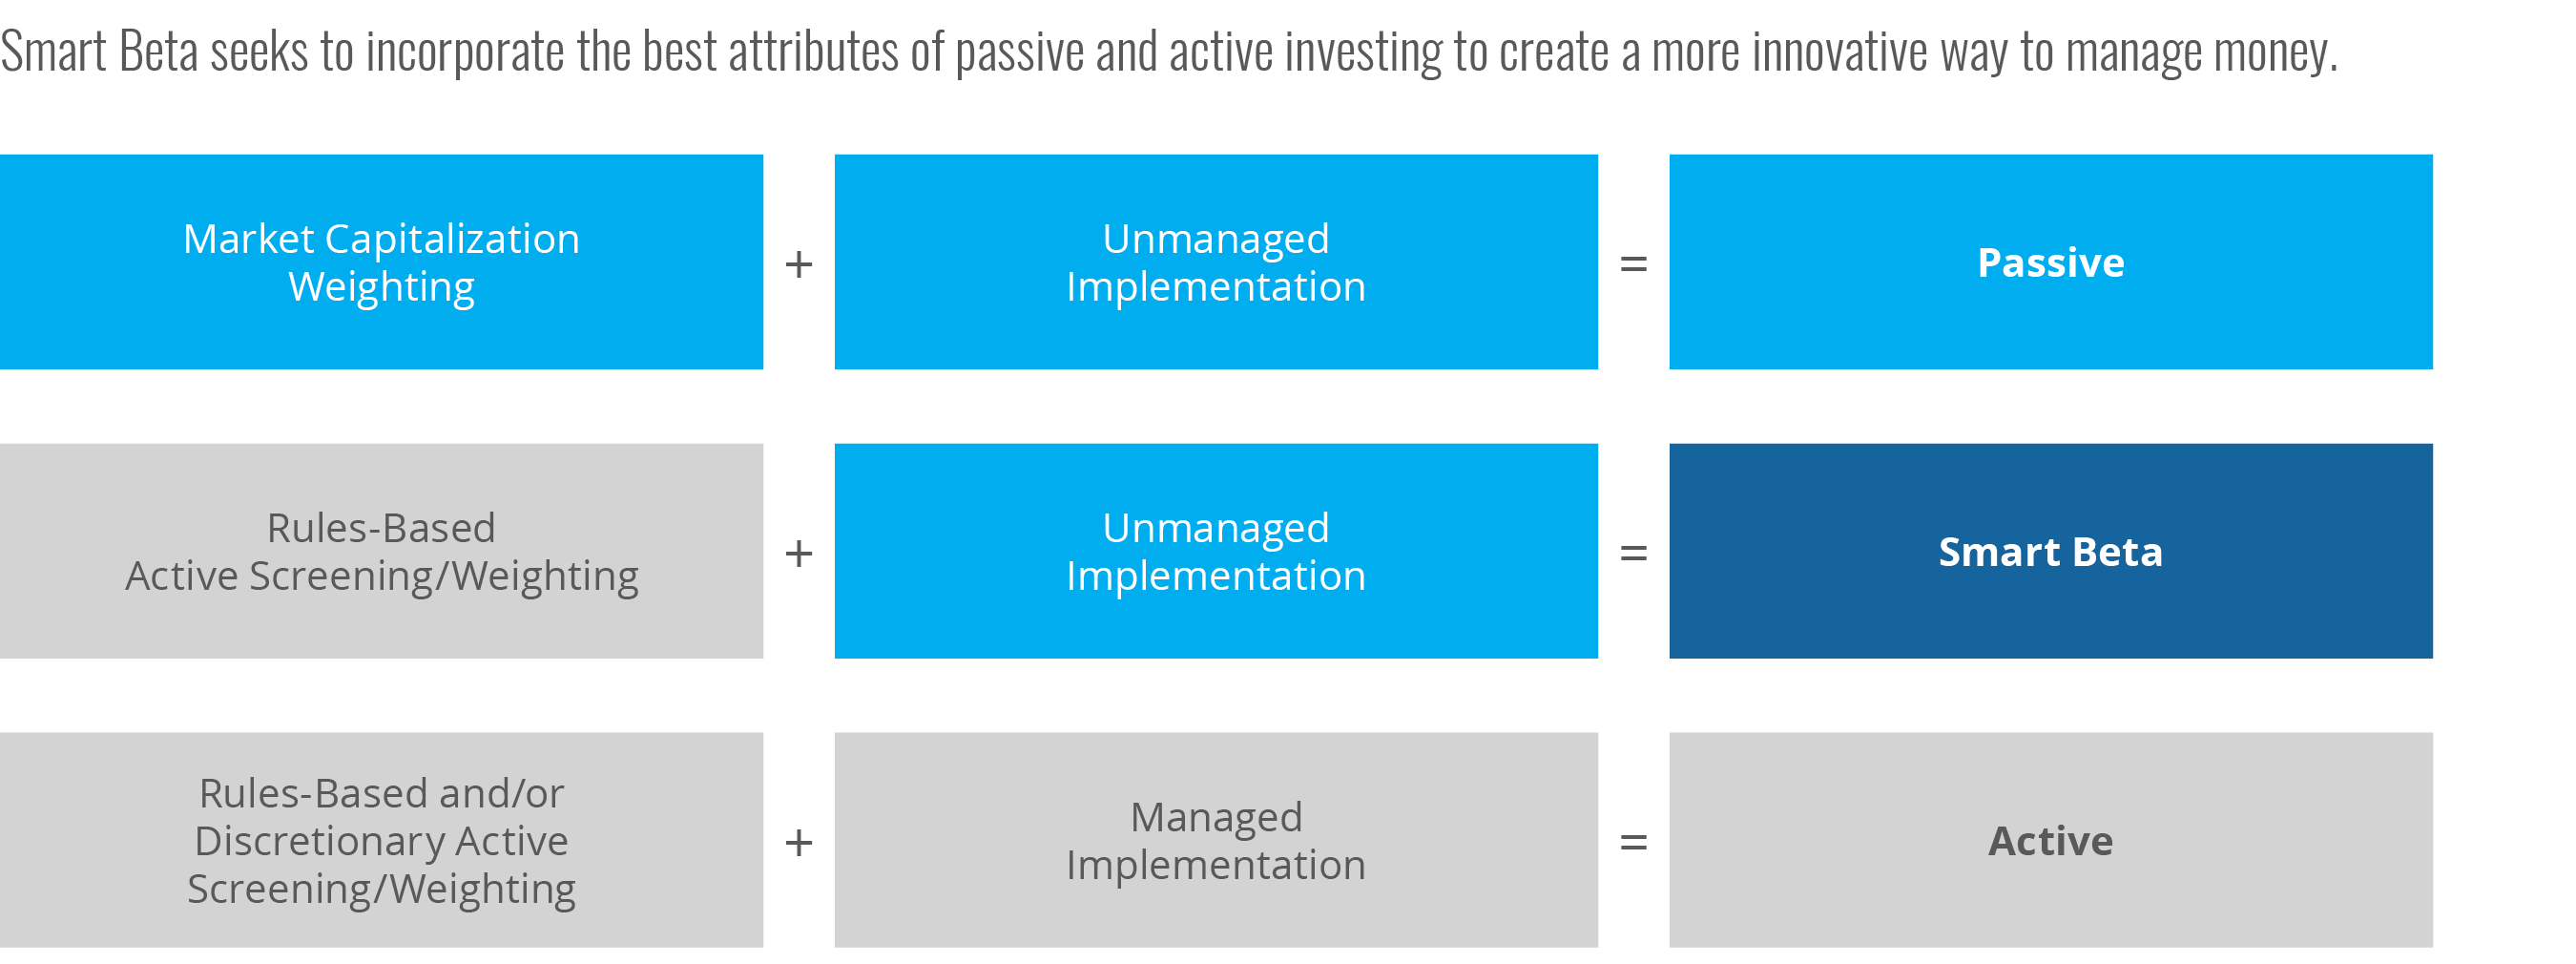 Smart Beta seeks to incorporate the best attributes of passive and active investing to create a more innovative way to manage money.
Market Capitalization
Weighting
+
Unmanaged
Implementation
=
Passive
Rules-Based
Active Screening/Weighting
+
Unmanaged
Implementation
=
Smart Beta
Rules-Based and/or
Discretionary Active
Screening/Weighting
+
Managed
Implementation
=
Active